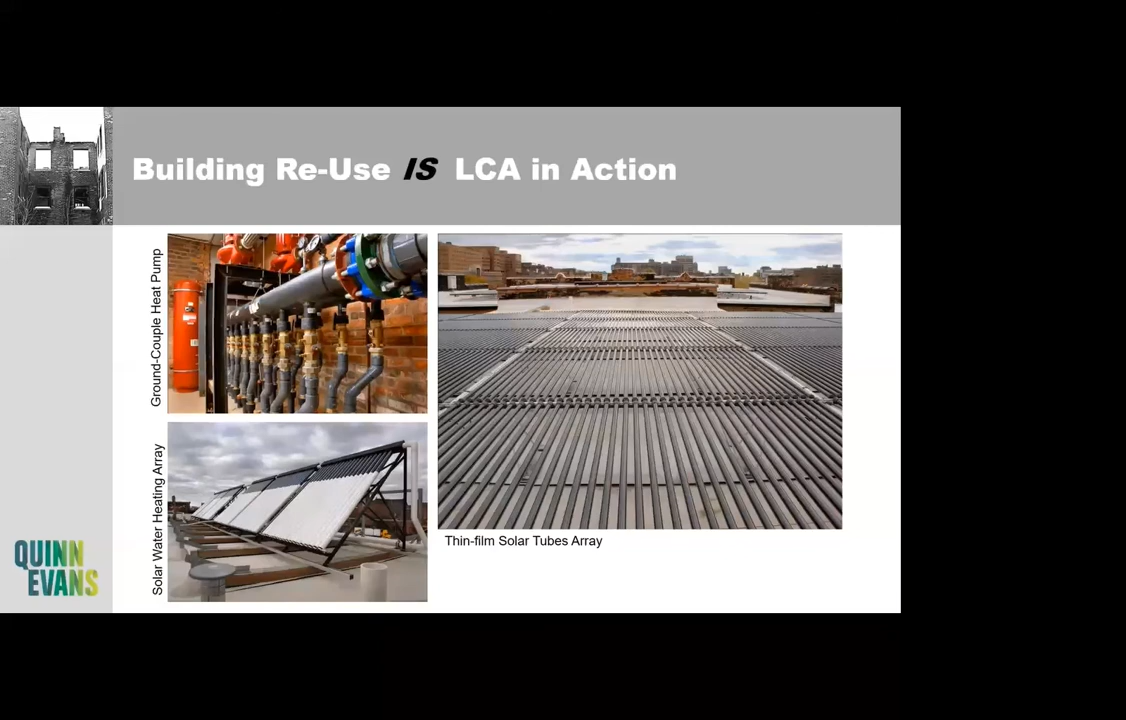 Building Re-Use IS LCA in Action
Ground-Couple Heat Pump
Solar Water Heating Array
Thin-film Solar Tubes Array
QUINN
EVANS